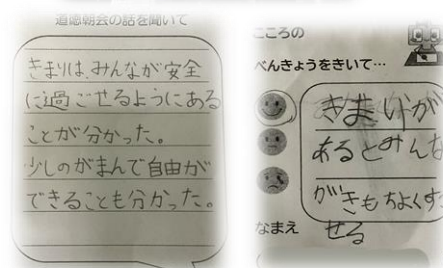 道徳朝会の話を聞いて
きまりは、みんなが安全
に過ごせるようにある
ことが分かった。
少しのがまんで自由が
できることも分かった。
こころの
べんきょうをきいて…
きまいが
あるとみんな
がきもちよくす
せる
なまえ